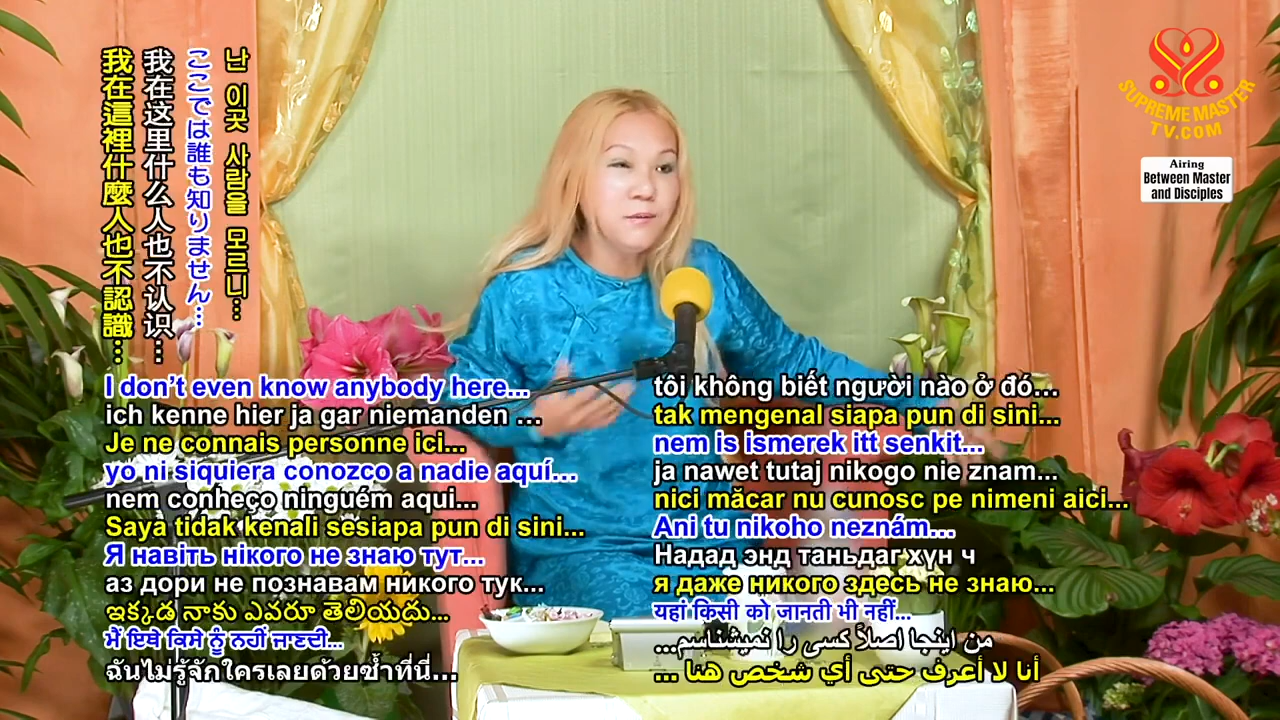 我在這裡什麼人也不認識…
我在这里什么人也不认识…
ここでは誰も知りません…
난 이곳 사람을 모르니…
SUPREME MASTER
TV.COM
Airing
Between Master
and Disciples
I don’t even know anybody here...
ich kenne hier ja gar niemanden …
Je ne connais personne ici...
yo ni siquiera conozco a nadie aquí…
nem conheço ninguém aqui...
Saya tidak kenali sesiapa pun di sini...
Я навіть нікого не знаю тут...
аз дори не познавам никого тук...
ఇక్కడ నాకు ఎవరూ తెలియదు...
ਮੈਂ ਇਥੇ ਕਿਸੇ ਨੂੰ ਨਹੀਂ ਜਾਣਦੀ...
ฉันไม่รู้จักใครเลยด้วยซ้ำที่นี่...
tôi không biết người nào ở đó…
tak mengenal siapa pun di sini...
nem is ismerek itt senkit...
ja nawet tutaj nikogo nie znam...
nici măcar nu cunosc pe nimeni aici...
Ani tu nikoho neznám...
Надад энд таньдаг хүн ч
я даже никого здесь не знаю...
यहां किसी को जानती भी नहीं...
من اینجا اصلاً کسی را نمیشناسم...
أنا لا أعرف حتى أي شخص هنا ...